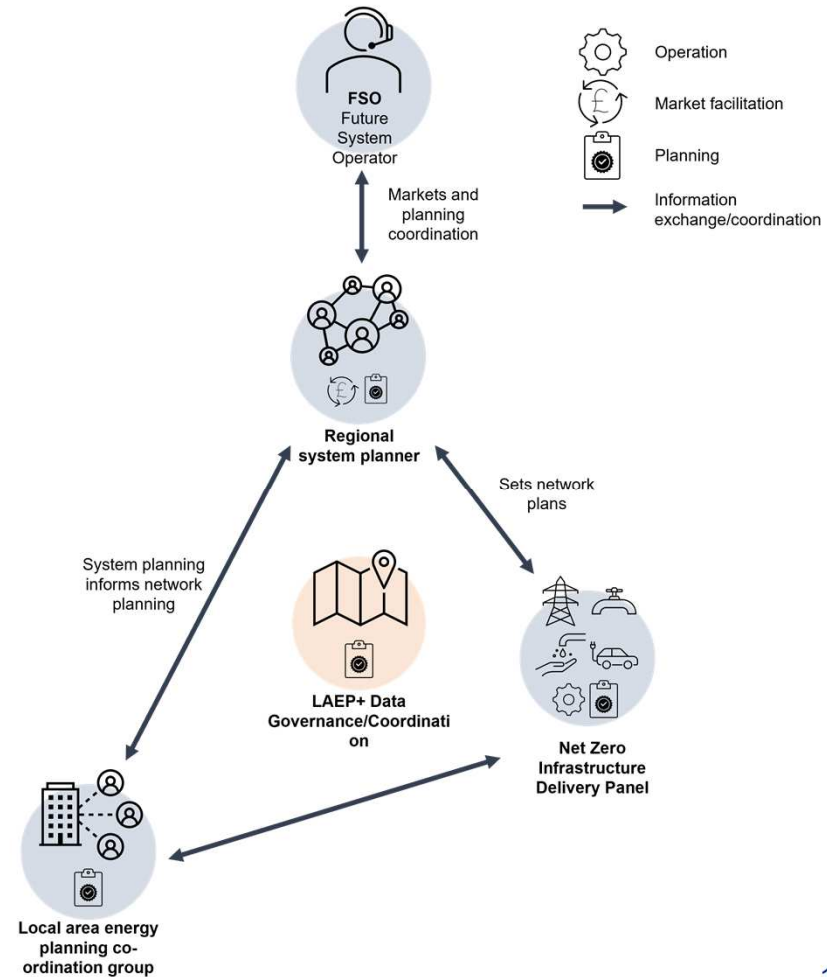 FSO
Future
System
Operator
Operation
Market facilitation
Planning
Information
exchange/coordination
Markets and
planning
coordination
£
£
Regional
system planner
Sets network
plans
System planning
informs network
planning
LAEP+ Data
Governance/Coordinati
on
Net Zero
Infrastructure
Delivery Panel
Local area energy
planning co-
ordination group